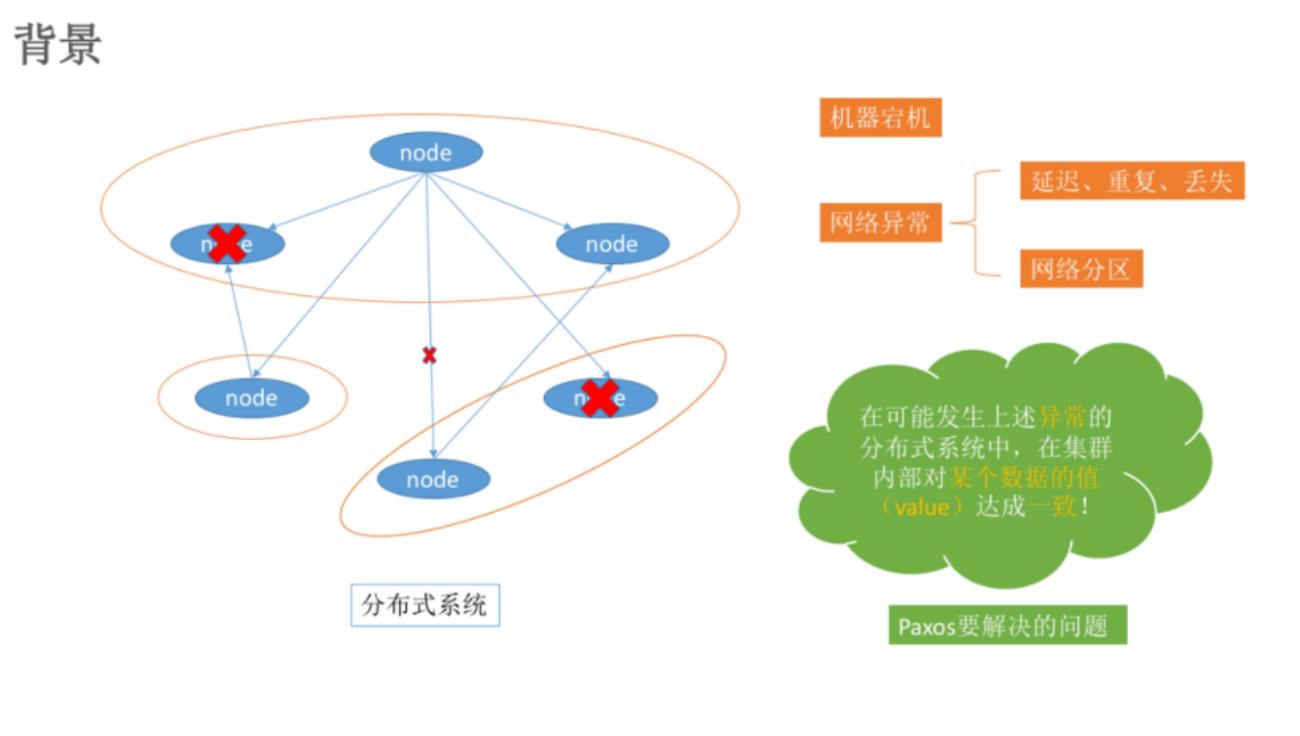 背景
node
node
node
node
分布式系统
机器宕机
网络异常
延迟、重复、丢失
网络分区
在可能发生上述异常的
分布式系统中，在集群
内部对某个数据的值
（value）达成一致！
Paxos要解决的问题